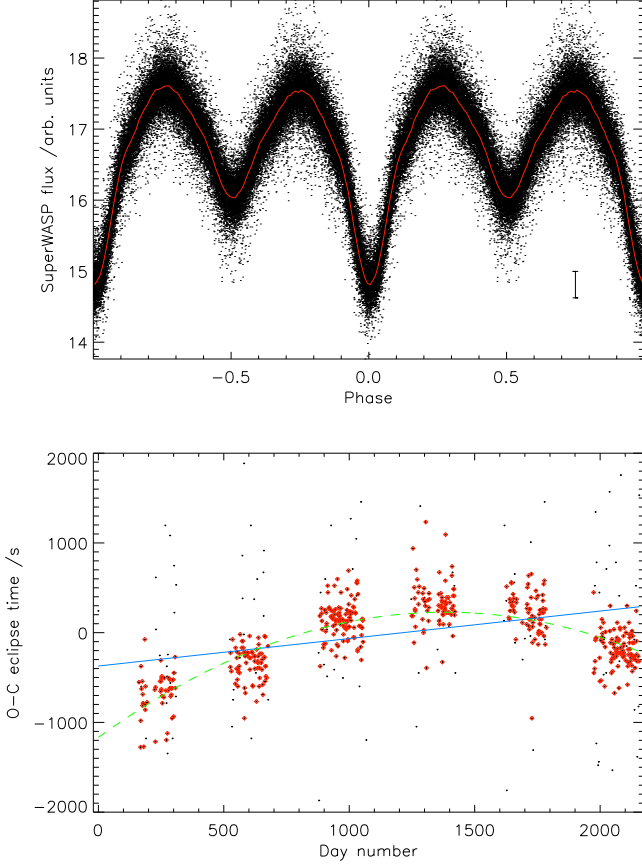 18
17
16
15
14
SuperWASP flux /arb. units
−0.5 0.0 0.5
Phase
2000
1000
0
−1000
−2000
O−C eclipse time /s
0 500 1000 1500 2000
Day number